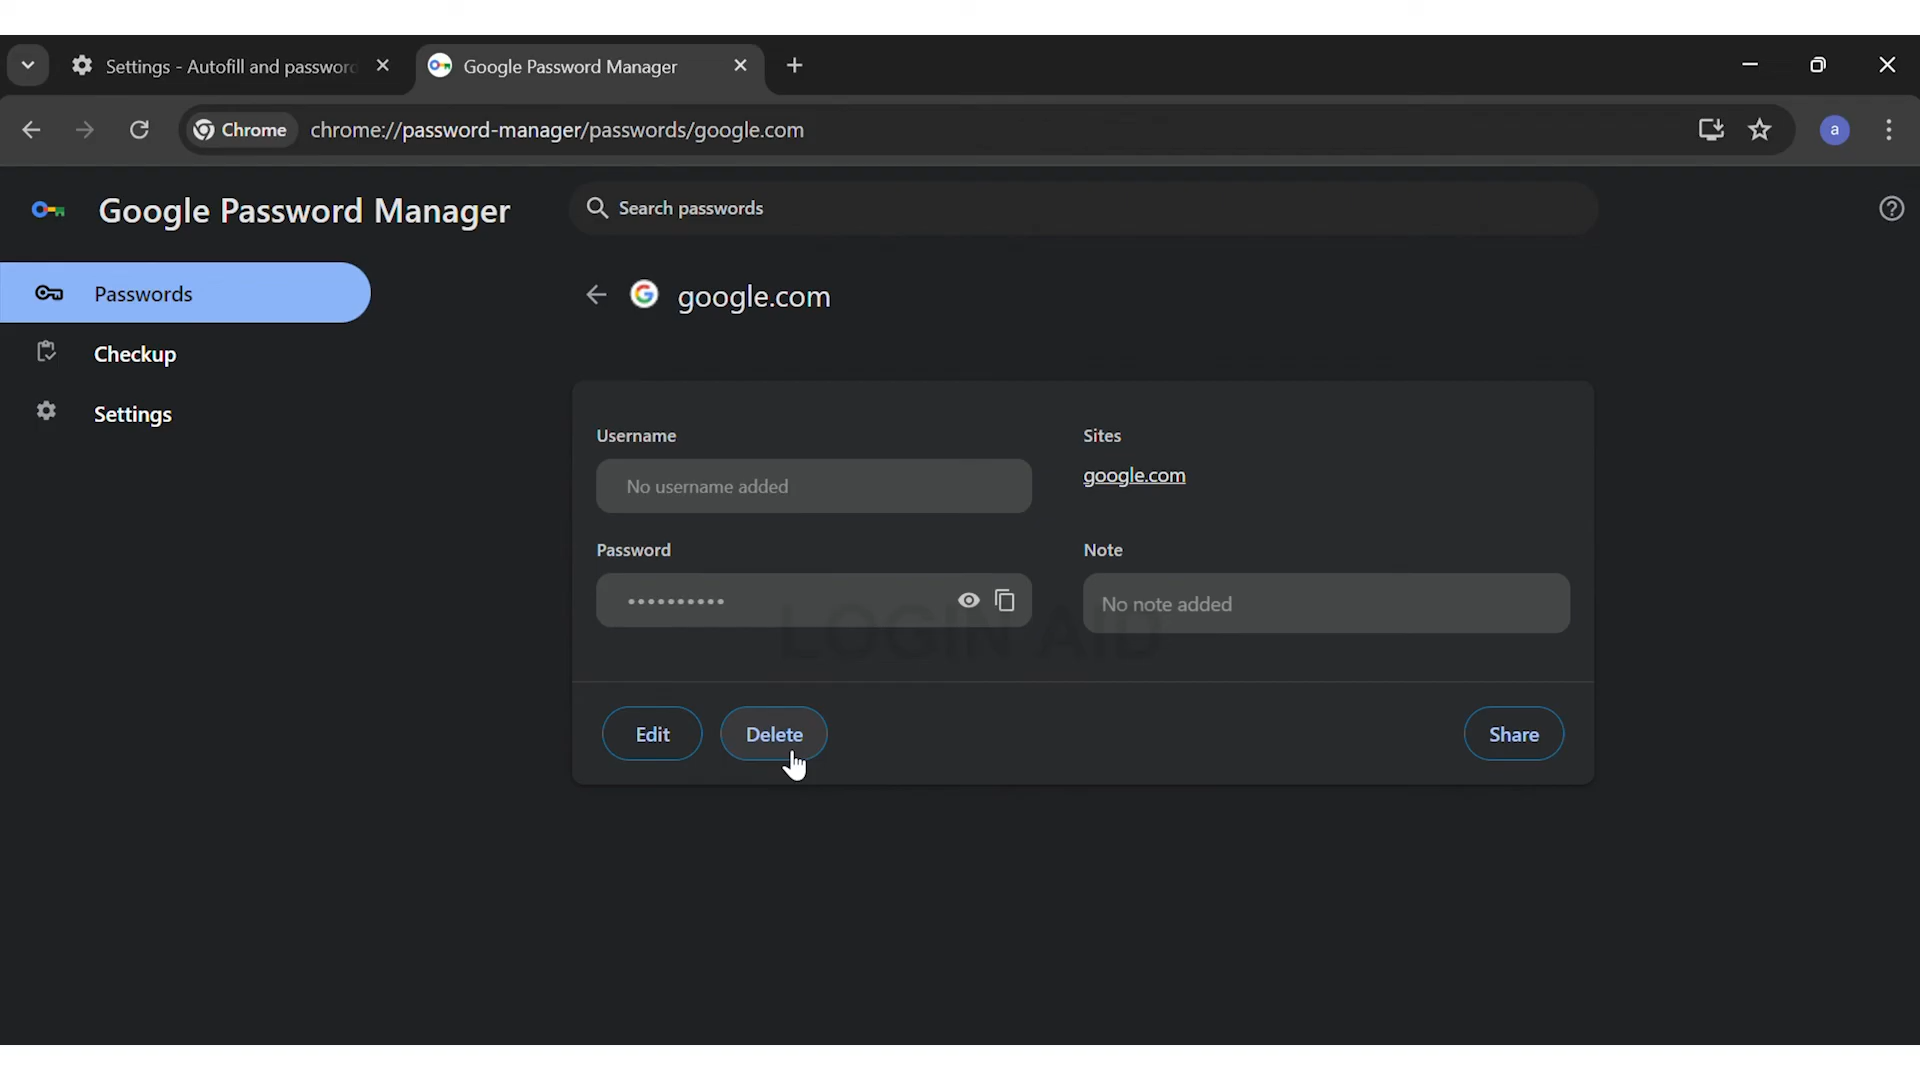 Settings - Autofill and passwor
Google Password Manager
Chrome
chrome://password-manager/passwords/google.com
a
Google Password Manager
Search passwords
Passwords
google.com
Checkup
Settings
Username
Sites
No username added
google.com
Password
Note
••••••••••
No note added
LOGIN AID
Edit
Delete
Share